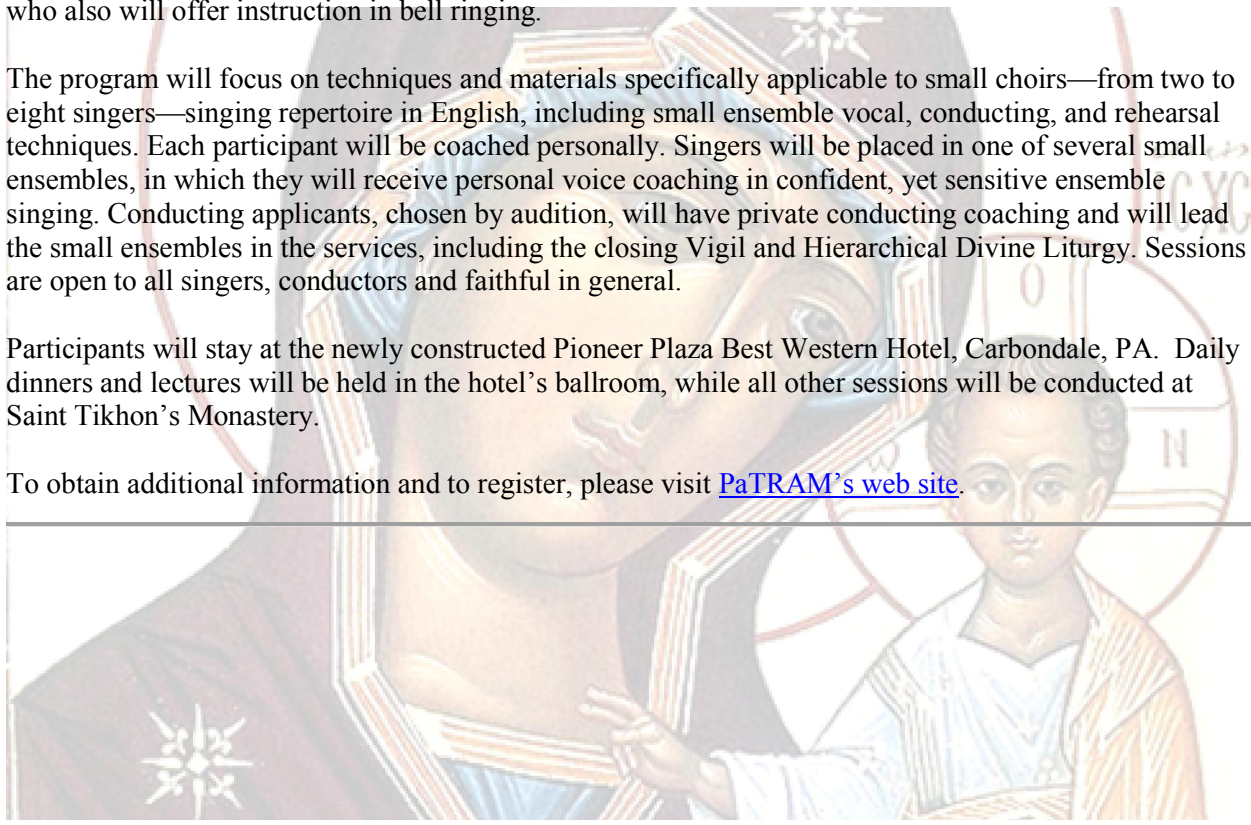 who also will offer instruction in bell ringing.
The program will focus on techniques and materials specifically applicable to small choirs—from two to
eight singers—singing repertoire in English, including small ensemble vocal, conducting, and rehearsal
techniques. Each participant will be coached personally. Singers will be placed in one of several small
ensembles, in which they will receive personal voice coaching in confident, yet sensitive ensemble
singing. Conducting applicants, chosen by audition, will have private conducting coaching and will lead
the small ensembles in the services, including the closing Vigil and Hierarchical Divine Liturgy. Sessions
are open to all singers, conductors and faithful in general.
Participants will stay at the newly constructed Pioneer Plaza Best Western Hotel, Carbondale, PA.  Daily
dinners and lectures will be held in the hotel’s ballroom, while all other sessions will be conducted at
Saint Tikhon’s Monastery.
To obtain additional information and to register, please visit PaTRAM’s web site.
IC XC
O
N